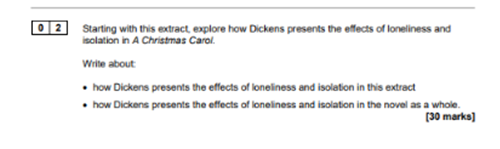 0 2 Starting with this extract, explore how Dickens presents the effects of loneliness and
isolation in A Christmas Carol.
Write about:
• how Dickens presents the effects of loneliness and isolation in this extract
• how Dickens presents the effects of loneliness and isolation in the novel as a whole.
[30 marks]